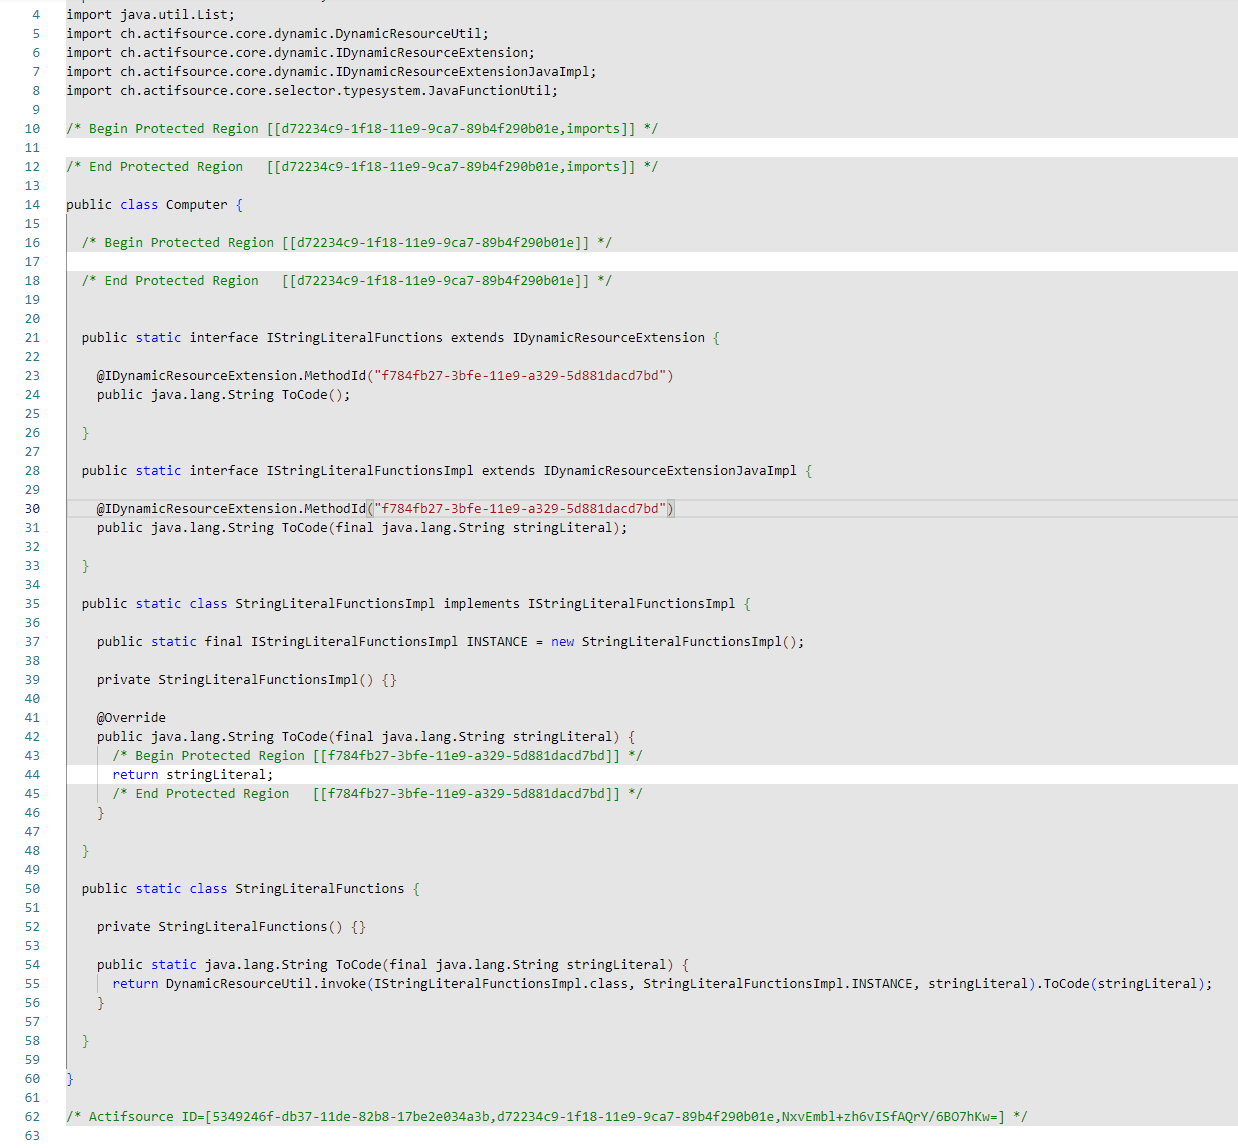 4 import java.util.List;
5 import ch.actifsource.core.dynamic.DynamicResourceUtil;
6 import ch.actifsource.core.dynamic.IDynamicResourceExtension;
7 import ch.actifsource.core.dynamic.IDynamicResourceExtensionJavaImpl;
8 import ch.actifsource.core.selector.typesystem.JavaFunctionUtil;
9
10 /* Begin Protected Region [[d72234c9-1f18-11e9-9ca7-89b4f290b01e,imports]] */
11
12 /* End Protected Region   [[d72234c9-1f18-11e9-9ca7-89b4f290b01e,imports]] */
13
14 public class Computer {
15
16   /* Begin Protected Region [[d72234c9-1f18-11e9-9ca7-89b4f290b01e]] */
17
18   /* End Protected Region   [[d72234c9-1f18-11e9-9ca7-89b4f290b01e]] */
19
20
21   public static interface IStringLiteralFunctions extends IDynamicResourceExtension {
22
23     @IDynamicResourceExtension.MethodId("f784fb27-3bfe-11e9-a329-5d881dacd7bd")
24     public java.lang.String ToCode();
25
26   }
27
28   public static interface IStringLiteralFunctionsImpl extends IDynamicResourceExtensionJavaImpl {
29
30     @IDynamicResourceExtension.MethodId("f784fb27-3bfe-11e9-a329-5d881dacd7bd")
31     public java.lang.String ToCode(final java.lang.String stringLiteral);
32
33   }
34
35   public static class StringLiteralFunctionsImpl implements IStringLiteralFunctionsImpl {
36
37     public static final IStringLiteralFunctionsImpl INSTANCE = new StringLiteralFunctionsImpl();
38
39     private StringLiteralFunctionsImpl() {}
40
41     @Override
42     public java.lang.String ToCode(final java.lang.String stringLiteral) {
43       /* Begin Protected Region [[f784fb27-3bfe-11e9-a329-5d881dacd7bd]] */
44       return stringLiteral;
45       /* End Protected Region   [[f784fb27-3bfe-11e9-a329-5d881dacd7bd]] */
46     }
47
48   }
49
50   public static class StringLiteralFunctions {
51
52     private StringLiteralFunctions() {}
53
54     public static java.lang.String ToCode(final java.lang.String stringLiteral) {
55       return DynamicResourceUtil.invoke(IStringLiteralFunctionsImpl.class, StringLiteralFunctionsImpl.INSTANCE, stringLiteral).ToCode(stringLiteral);
56     }
57
58   }
59
60 }
61
62 /* Actifsource ID=[5349246f-db37-11de-82b8-17be2e034a3b,d72234c9-1f18-11e9-9ca7-89b4f290b01e,NxvEmbl+zh6vISfAQrY/6BO7hKw=] */
63